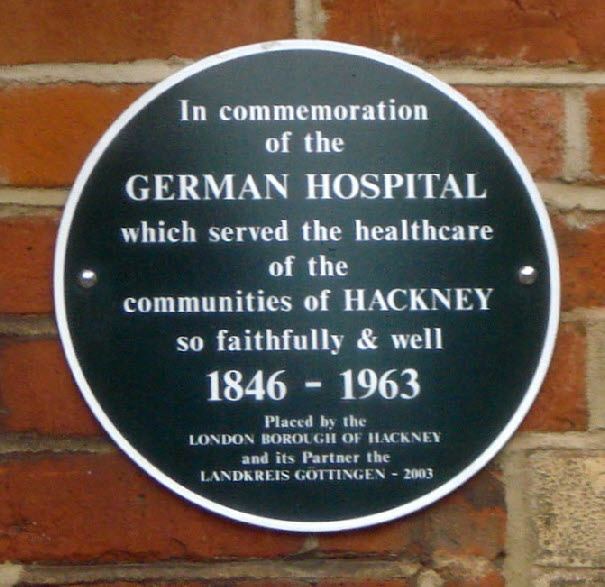 In commemoration
of the
GERMAN HOSPITAL
which served the healthcare
of the
communities of HACKNEY
so faithfully & well
1846 - 1963
Placed by the
LONDON BOROUGH OF HACKNEY
and its Partner the
LANDKREIS GÖTTINGEN - 2003